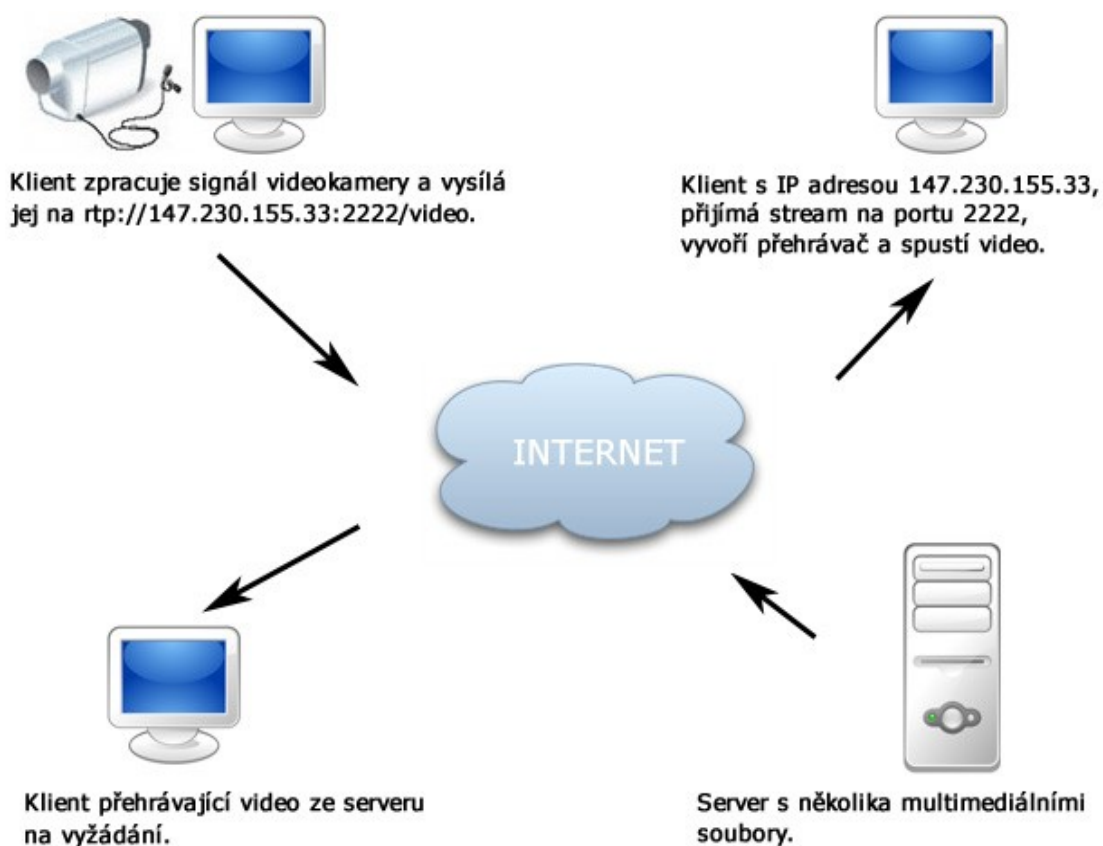 Klient zpracuje signál videokamery a vysílá
jej na rtp://147.230.155.33:2222/video.
Klient s IP adresou 147.230.155.33,
přijímá stream na portu 2222,
vyvoří přehrávač a spustí video.
INTERNET
Klient přehrávající video ze serveru
na vyžádání.
Server s několika multimediálními
soubory.